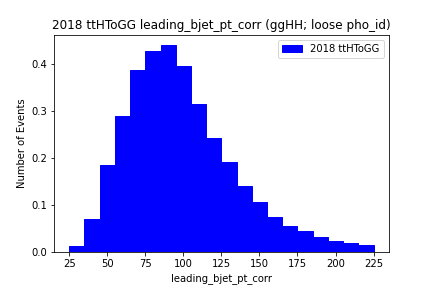 2018 ttHToGG leading_bjet_pt_corr (ggHH; loose pho_id)
2018 ttHToGG
Number of Events
0.4
0.3
0.2
0.1
0.0
25 50 75 100 125 150 175 200 225
leading_bjet_pt_corr